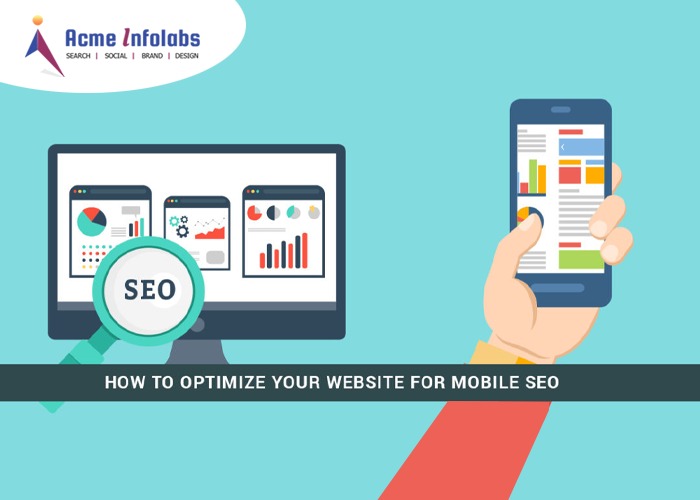 Acme Infolabs
SEARCH | SOCIAL | BRAND | DESIGN
SEO
HOW TO OPTIMIZE YOUR WEBSITE FOR MOBILE SEO